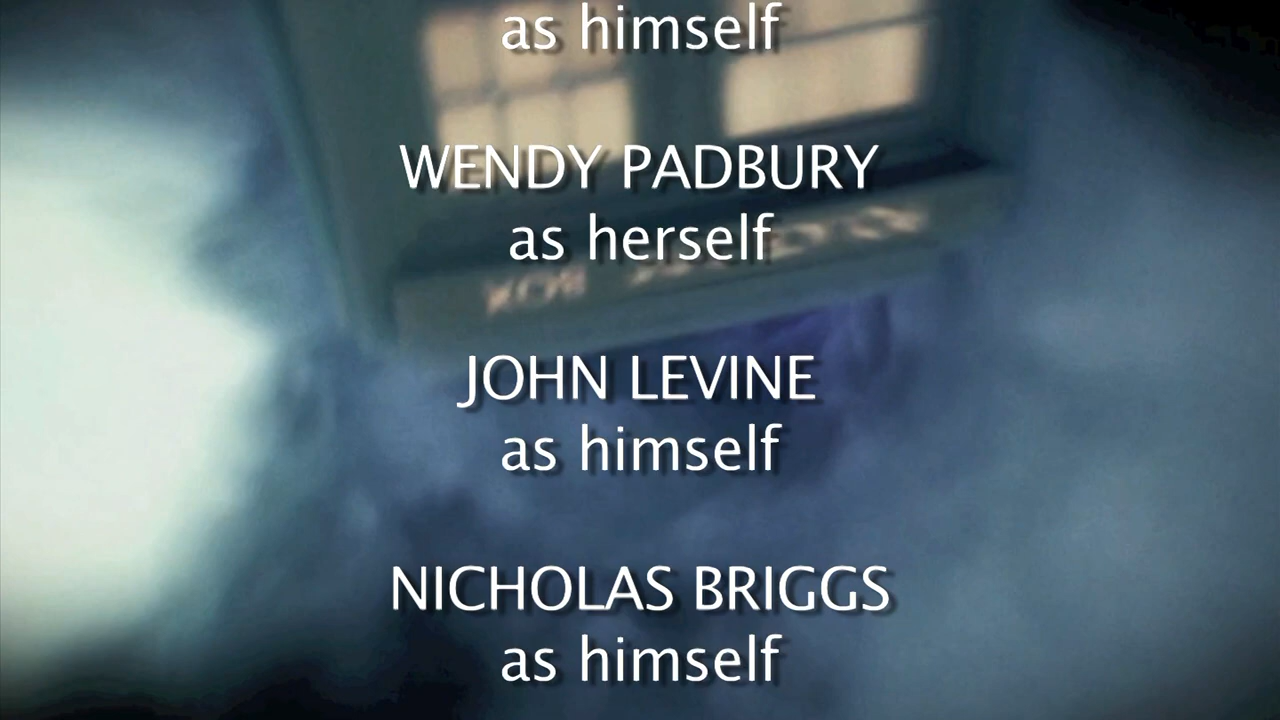 as himself
WENDY PADBURY
as herself
JOHN LEVINE
as himself
NICHOLAS BRIGGS
as himself